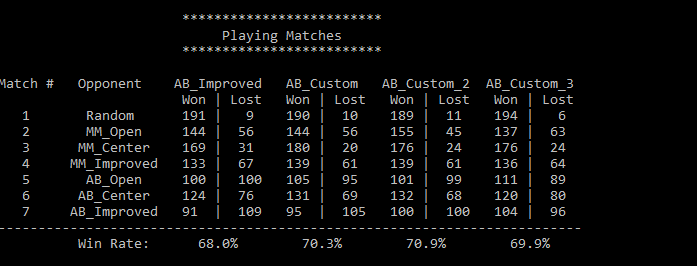 *************************
Playing Matches
*************************
Match # Opponent AB_Improved AB_Custom AB_Custom_2 AB_Custom_3
Won | Lost Won | Lost Won | Lost Won | Lost
1 Random 191 | 9 190 | 10 189 | 11 194 | 6
2 MM_Open 144 | 56 144 | 56 155 | 45 137 | 63
3 MM_Center 169 | 31 180 | 20 176 | 24 176 | 24
4 MM_Improved 133 | 67 139 | 61 139 | 61 136 | 64
5 AB_Open 100 | 100 105 | 95 101 | 99 111 | 89
6 AB_Center 124 | 76 131 | 69 132 | 68 120 | 80
7 AB_Improved 91 | 109 95 | 105 100 | 100 104 | 96
--------------------------------------------------------------------------
Win Rate: 68.0% 70.3% 70.9% 69.9%